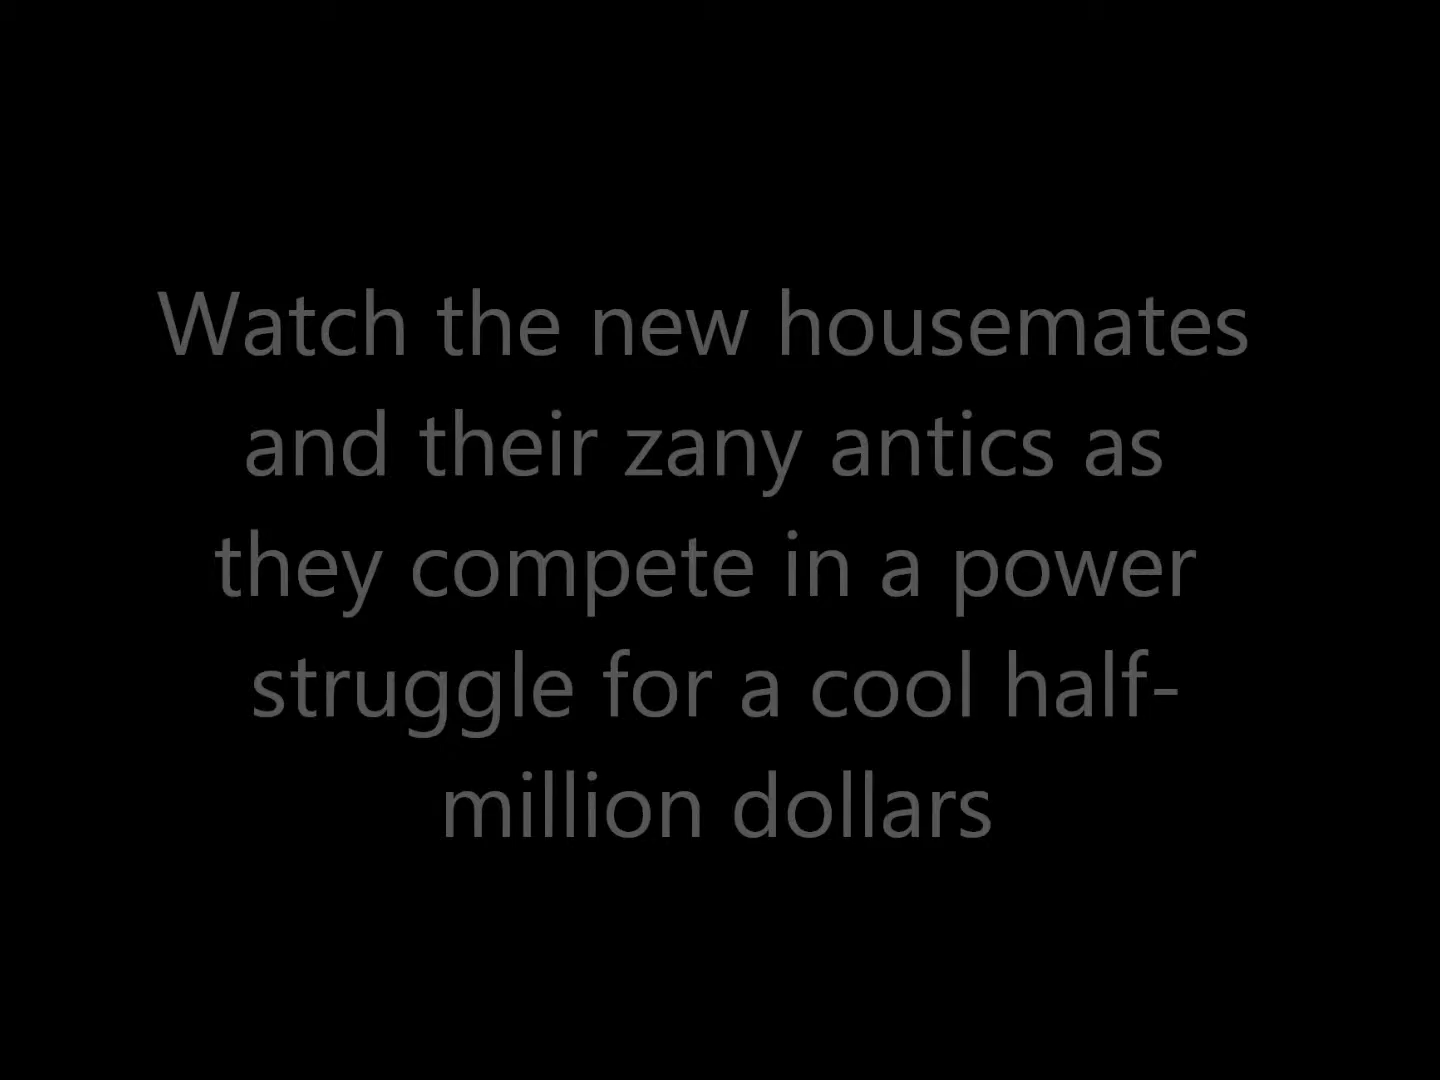 Watch the new housemates
and their zany antics as
they compete in a power
struggle for a cool half-
million dollars